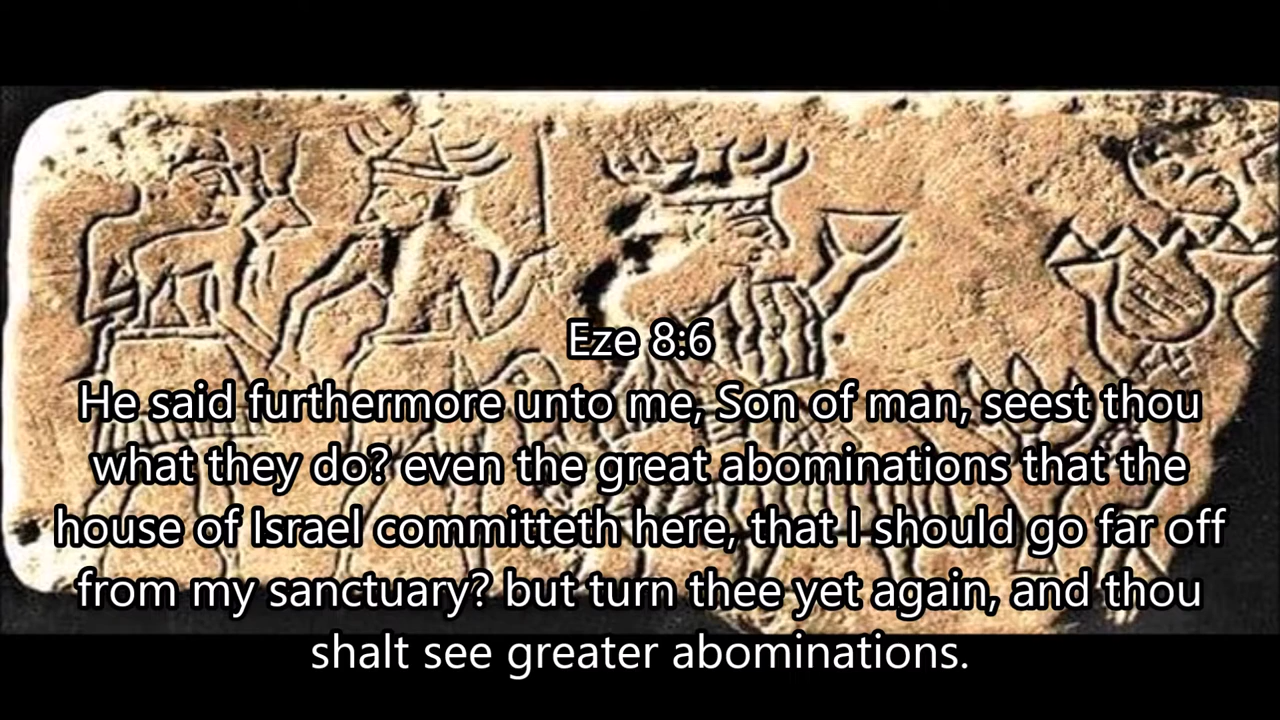 Eze 8:6
He said furthermore unto me, Son of man, seest thou
what they do? even the great abominations that the
house of Israel committeth here, that I should go far off
from my sanctuary? but turn thee yet again, and thou
shalt see greater abominations.